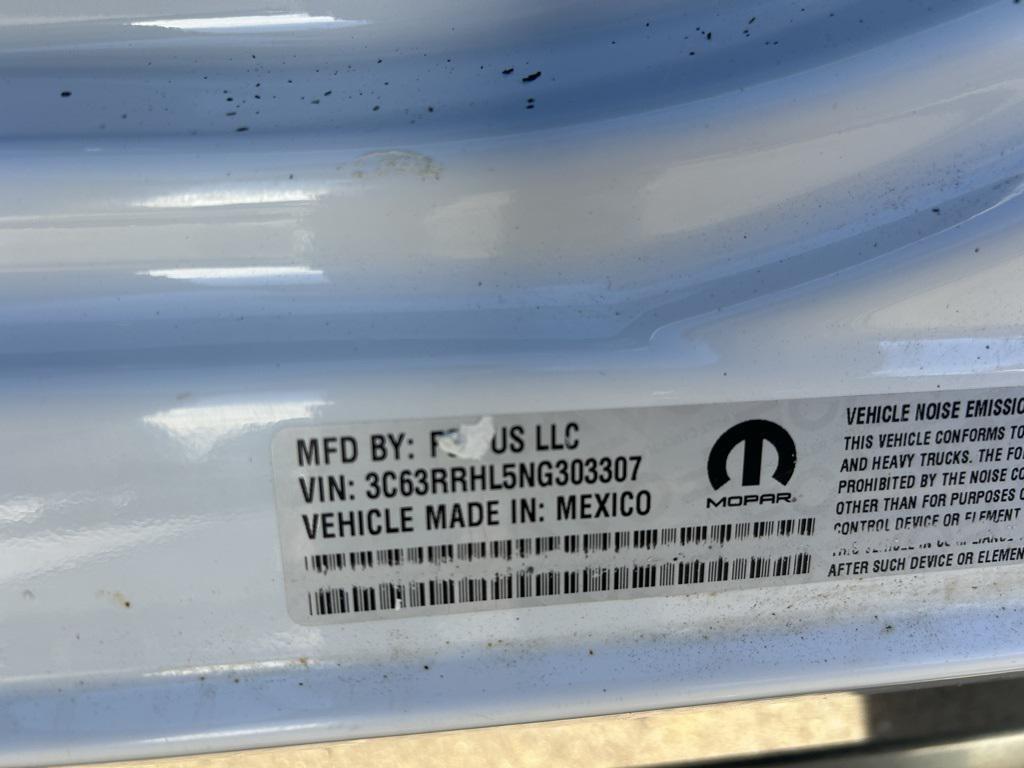 MFD BY: F US LLC
VIN: 3C63RRHL5NG303307
VEHICLE MADE IN: MEXICO
MOPAR
VEHICLE NOISE EMISSIO
THIS VEHICLE CONFORMS TO
AND HEAVY TRUCKS. THE FO
PROHIBITED BY THE NOISE CO
OTHER THAN FOR PURPOSES O
CONTROL DEVICE OR ELEMENT
AFTER SUCH DEVICE OR ELEMEN